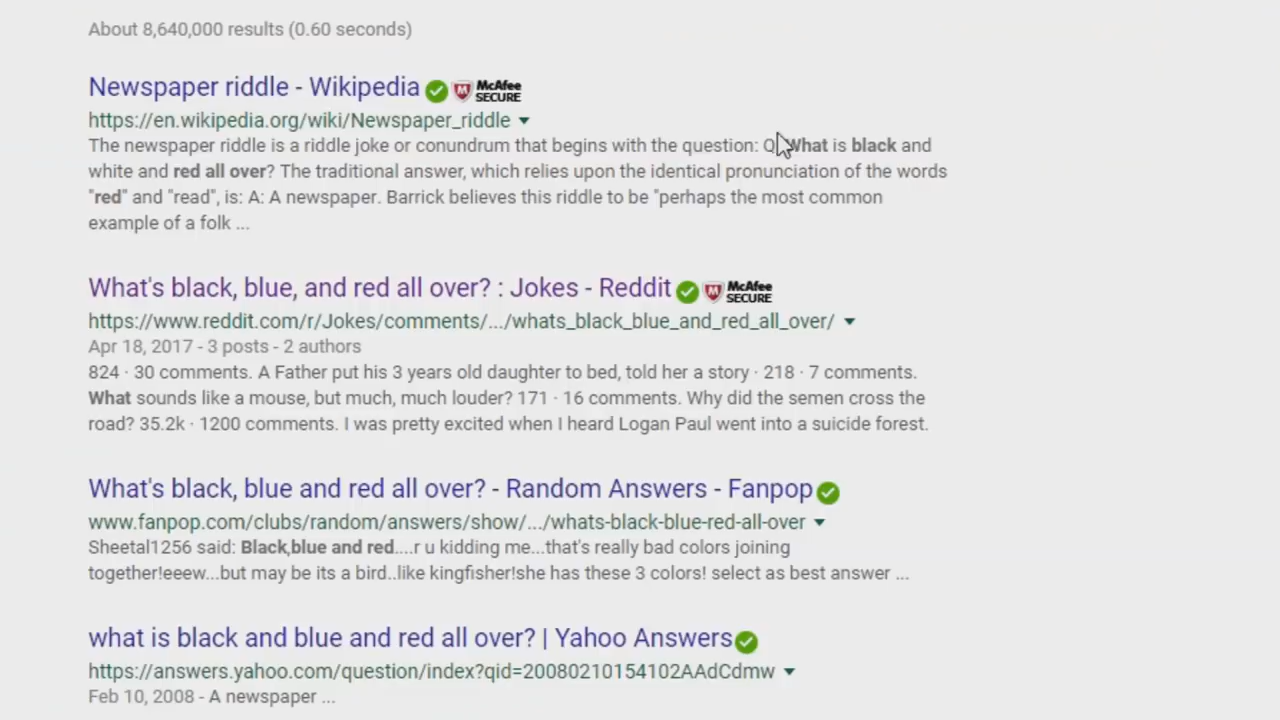 About 8,640,000 results (0.60 seconds)
Newspaper riddle - Wikipedia McAfee SECURE
https://en.wikipedia.org/wiki/Newspaper_riddle
The newspaper riddle is a riddle joke or conundrum that begins with the question: Q What is black and
white and red all over? The traditional answer, which relies upon the identical pronunciation of the words
"red" and "read", is: A: A newspaper. Barrick believes this riddle to be "perhaps the most common
example of a folk ...
What's black, blue, and red all over? : Jokes - Reddit McAfee SECURE
https://www.reddit.com/r/Jokes/comments/.../whats_black_blue_and_red_all_over/
Apr 18, 2017 - 3 posts - 2 authors
824 · 30 comments. A Father put his 3 years old daughter to bed, told her a story · 218 · 7 comments.
What sounds like a mouse, but much, much louder? 171 · 16 comments. Why did the semen cross the
road? 35.2k · 1200 comments. I was pretty excited when I heard Logan Paul went into a suicide forest.
What's black, blue and red all over? - Random Answers - Fanpop
www.fanpop.com/clubs/random/answers/show/.../whats-black-blue-red-all-over
Sheetal1256 said: Black,blue and red....r u kidding me...that's really bad colors joining
together!eeew...but may be its a bird..like kingfisher!she has these 3 colors! select as best answer ...
what is black and blue and red all over? | Yahoo Answers
https://answers.yahoo.com/question/index?qid=20080210154102AAdCdmw
Feb 10, 2008 - A newspaper ...